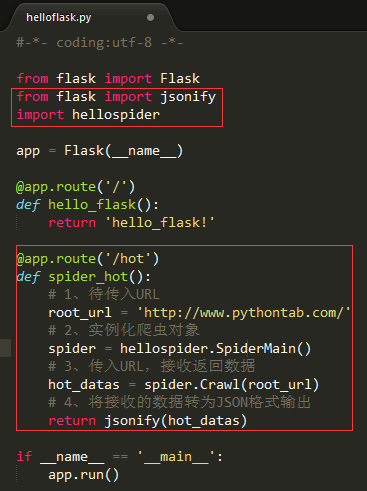 helloflask.py
#-*- coding:utf-8 -*-
from flask import Flask
from flask import jsonify
import hellospider
app = Flask(__name__)
@app.route('/')
def hello_flask():
    return 'hello_flask!'
@app.route('/hot')
def spider_hot():
    # 1、待传入URL
    root_url = 'http://www.pythontab.com/'
    # 2、实例化爬虫对象
    spider = hellospider.SpiderMain()
    # 3、传入URL，接收返回数据
    hot_datas = spider.Crawl(root_url)
    # 4、将接收的数据转为JSON格式输出
    return jsonify(hot_datas)
if __name__ == '__main__':
    app.run()